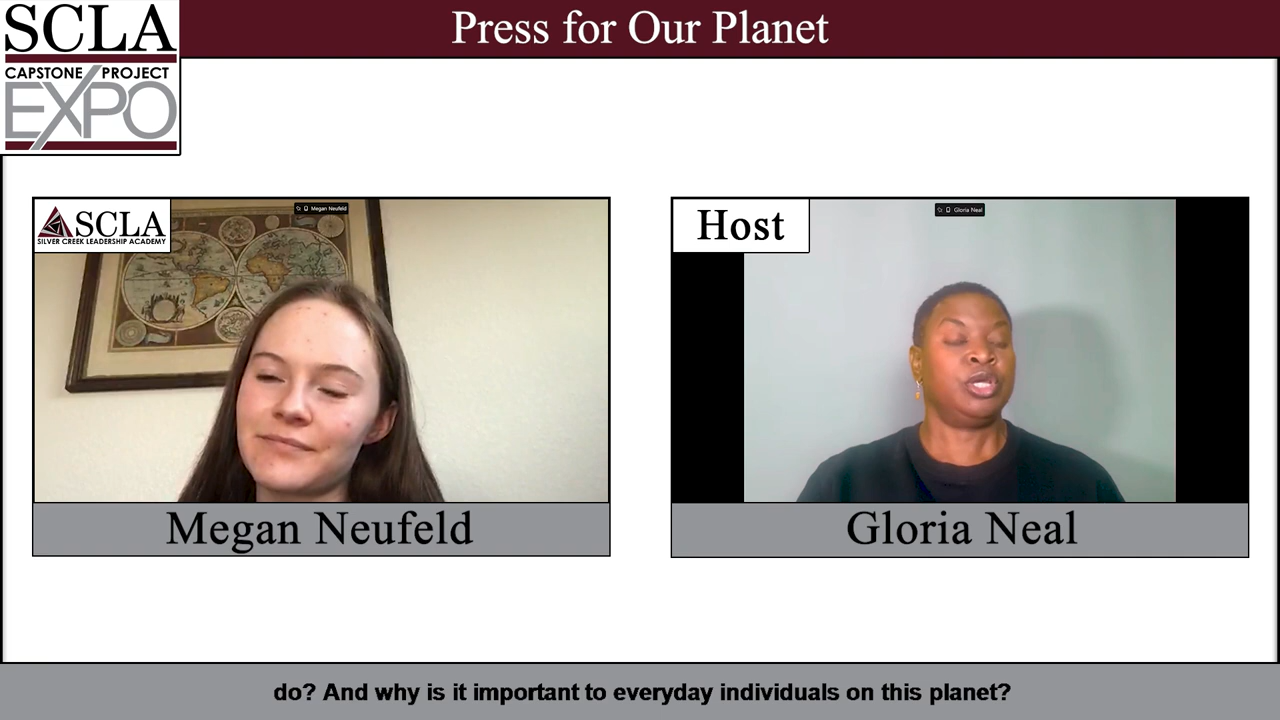 SCLA
CAPSTONE PROJECT
EXPO
Press for Our Planet
SCLA
SILVER CREEK LEADERSHIP ACADEMY
Megan Neufeld
Host
Gloria Neal
Megan Neufeld
Gloria Neal
do? And why is it important to everyday individuals on this planet?